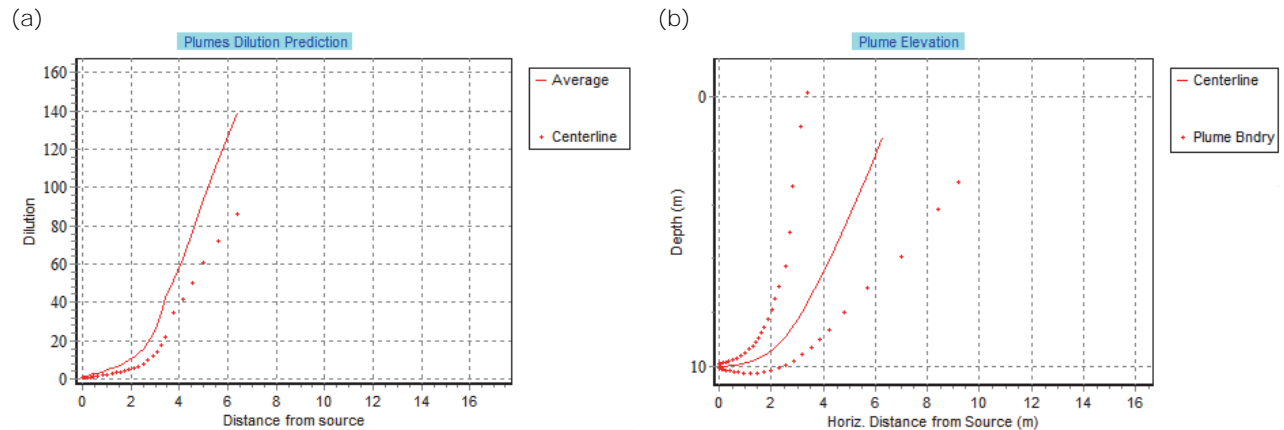 (a)
Plumes Dilution Prediction
160
140
120
100
80
60
40
20
0
0 2 4 6 8 10 12 14 16
Dilution
Distance from source
Average
Centerline
(b)
Plume Elevation
0
10
0 2 4 6 8 10 12 14 16
Depth (m)
Horiz. Distance from Source (m)
Centerline
Plume Bndry